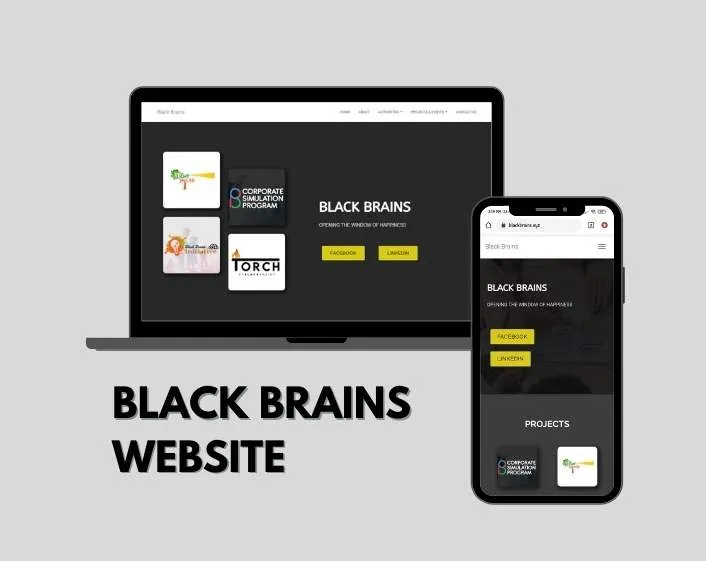 Black Brains
HOME ABOUT ACTIVITIES PROJECTS & EVENTS CONTACT US
CORPORATE
SIMULATION
PROGRAM
Initiative
TORCH
BLACK BRAINS
OPENING THE WINDOW OF HAPPINESS
FACEBOOK LINKEDIN
blackbrains.xyz
Black Brains
BLACK BRAINS
OPENING THE WINDOW OF HAPPINESS
FACEBOOK
LINKEDIN
PROJECTS
CORPORATE
SIMULATION
PROGRAM
BLACK BRAINS
WEBSITE